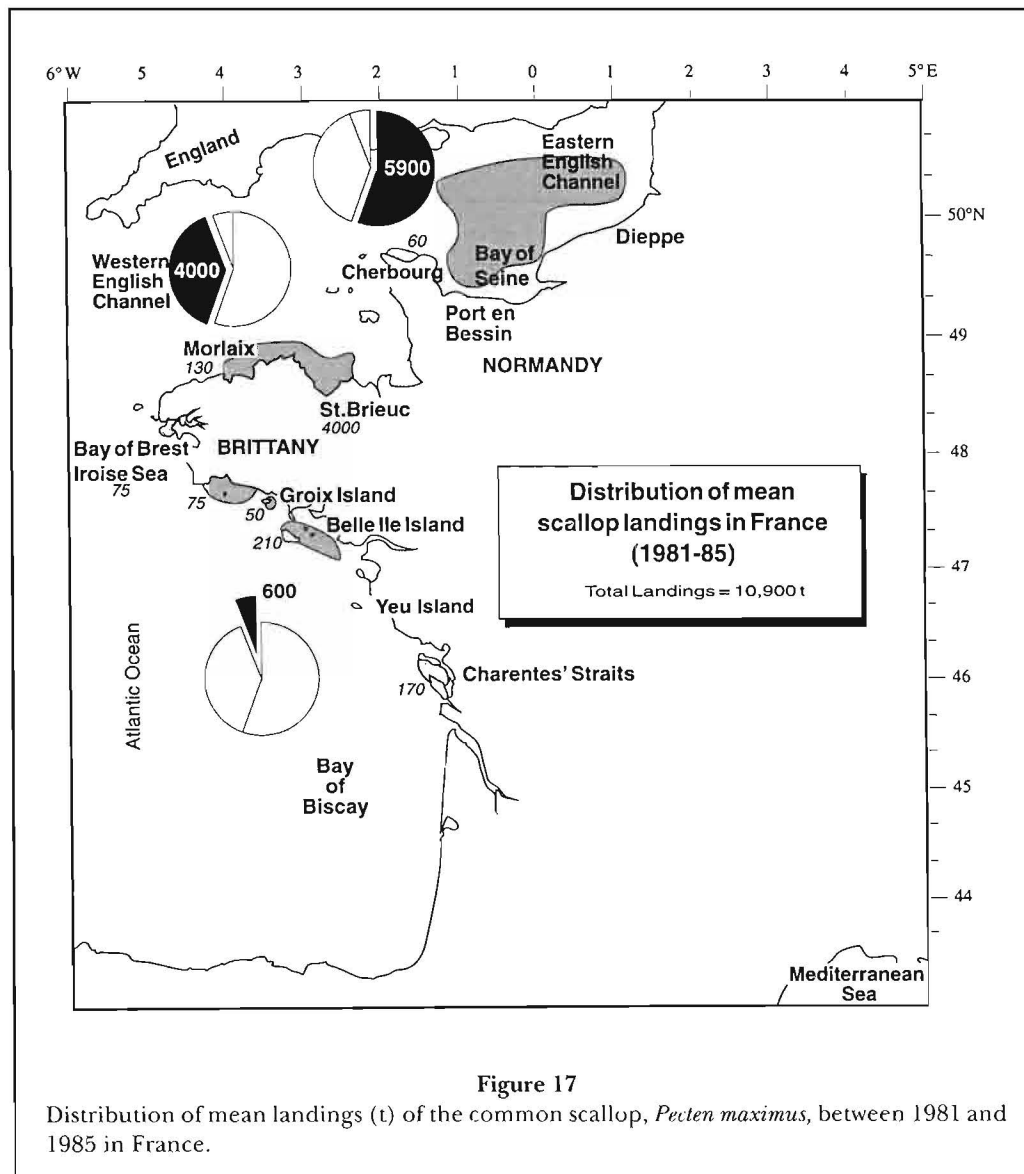 6° W 5 4 3 2 1 0 1 2 3 4 5° E
England
5900
Eastern
English
Channel
50°N
Dieppe
60
Cherbourg
Bay of
Seine
Western
English
Channel
4000
Port en
Bessin
49
Morlaix
130
NORMANDY
St. Brieuc
4000
48
Bay of Brest
BRITTANY
Iroise Sea
75
75
Groix Island
50
Belle Ile Island
210
Distribution of mean
scallop landings in France
(1981-85)
Total Landings = 10,900 t
47
600
Yeu Island
46
Charentes' Straits
170
Atlantic Ocean
Bay
of
Biscay
45
44
Mediterranean
Sea
Figure 17
Distribution of mean landings (t) of the common scallop, Pecten maximus, between 1981 and
1985 in France.